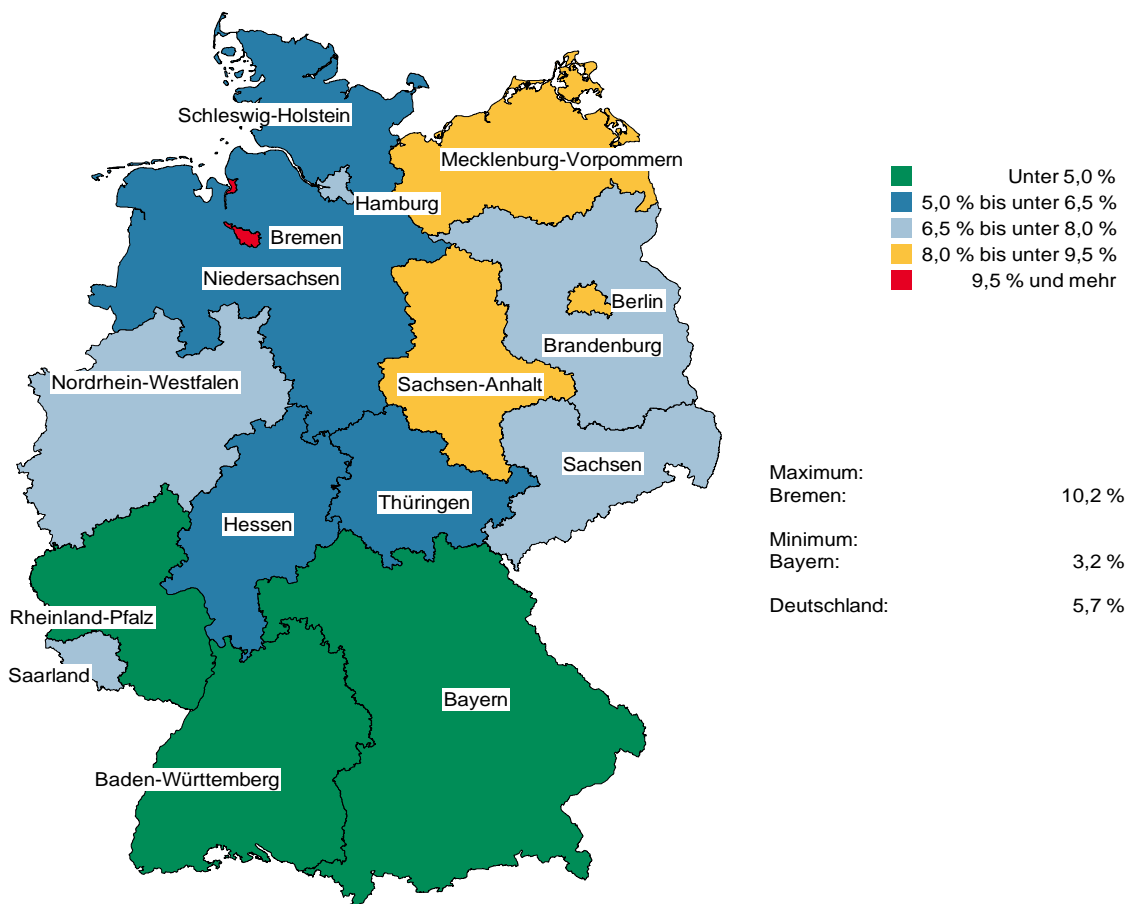 Schleswig-Holstein
Mecklenburg-Vorpommern
Hamburg
Bremen
Niedersachsen
Berlin
Brandenburg
Nordrhein-Westfalen
Sachsen-Anhalt
Sachsen
Thüringen
Hessen
Rheinland-Pfalz
Saarland
Bayern
Baden-Württemberg
Unter 5,0 %
5,0 % bis unter 6,5 %
6,5 % bis unter 8,0 %
8,0 % bis unter 9,5 %
9,5 % und mehr
Maximum:
Bremen: 10,2 %
Minimum:
Bayern: 3,2 %
Deutschland: 5,7 %